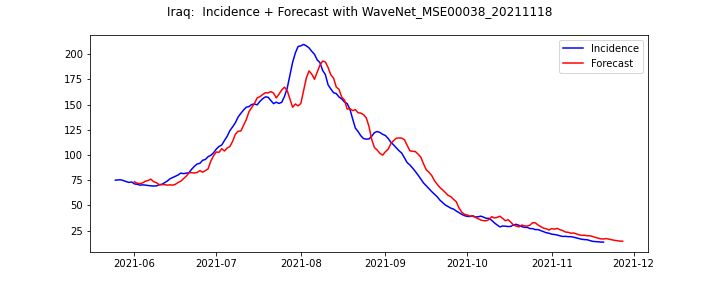 Iraq:  Incidence + Forecast with WaveNet_MSE00038_20211118
Incidence
Forecast
200
175
150
125
100
75
50
25
2021-06 2021-07 2021-08 2021-09 2021-10 2021-11 2021-12